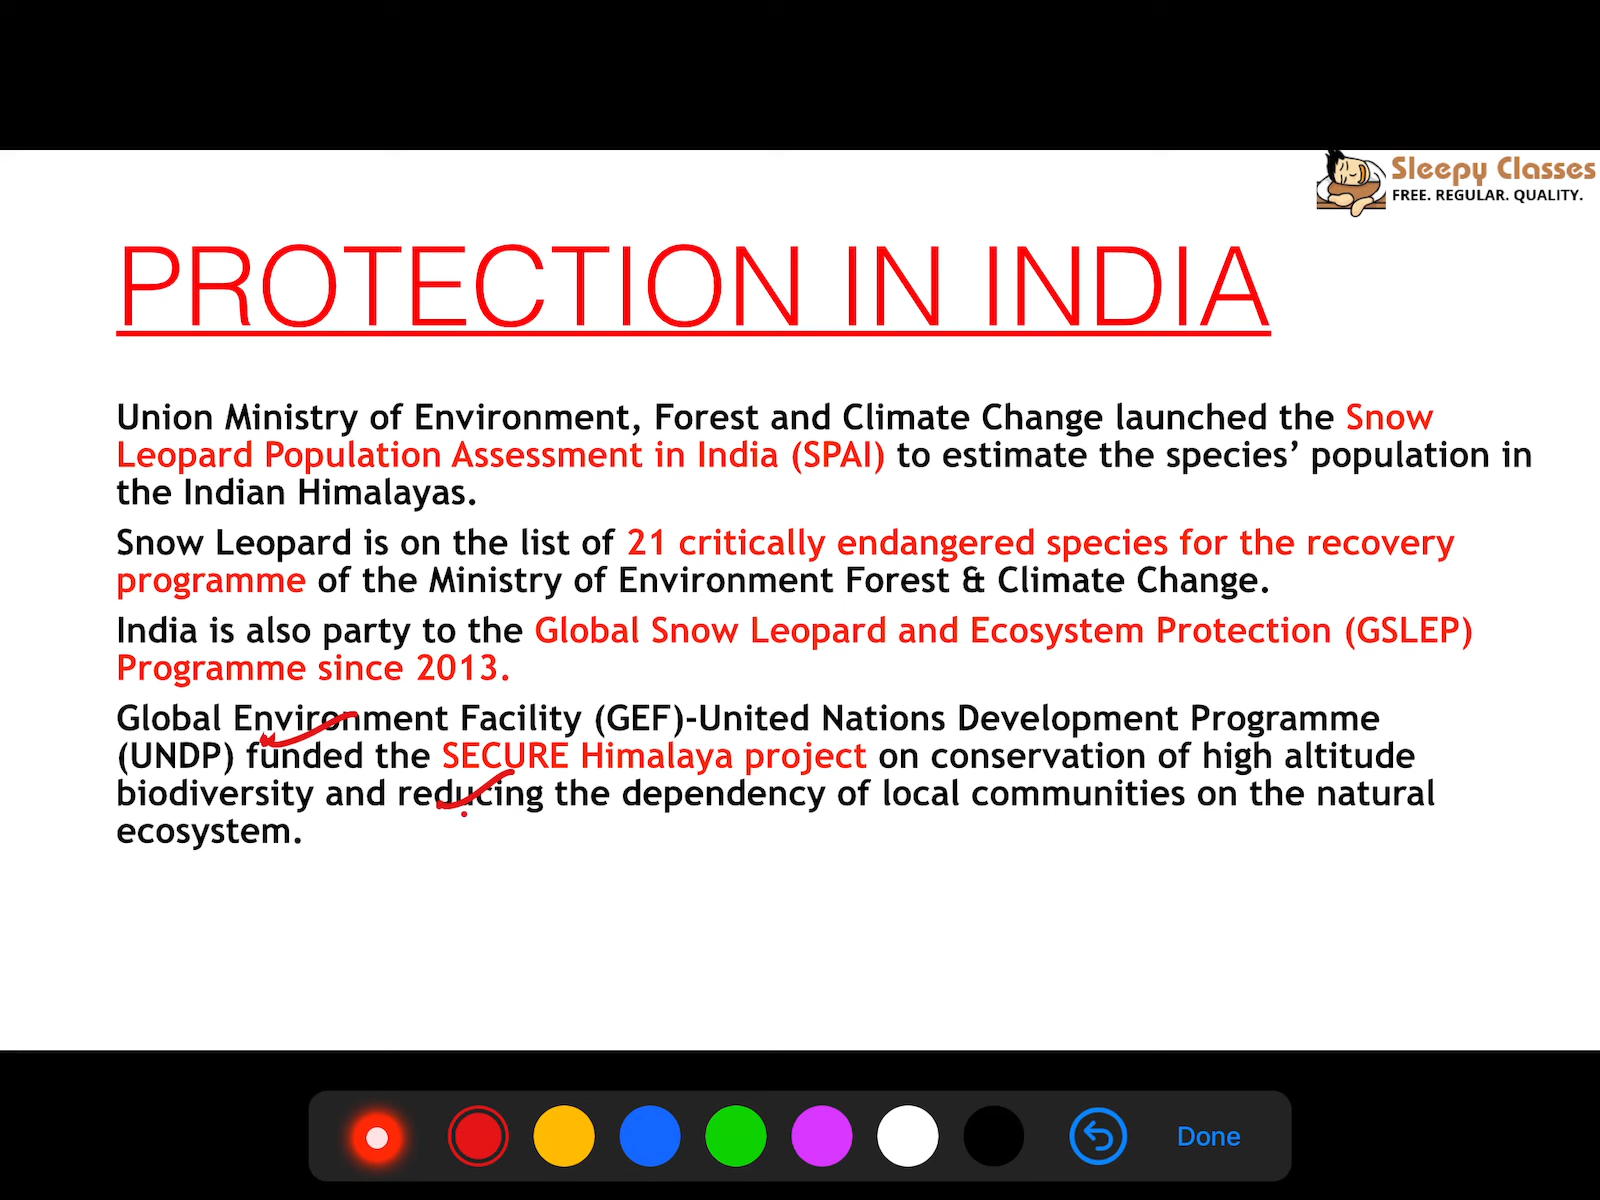 Sleepy Classes
FREE. REGULAR. QUALITY.
PROTECTION IN INDIA
Union Ministry of Environment, Forest and Climate Change launched the Snow
Leopard Population Assessment in India (SPAI) to estimate the species’ population in
the Indian Himalayas.
Snow Leopard is on the list of 21 critically endangered species for the recovery
programme of the Ministry of Environment Forest & Climate Change.
India is also party to the Global Snow Leopard and Ecosystem Protection (GSLEP)
Programme since 2013.
Global Environment Facility (GEF)-United Nations Development Programme
(UNDP) funded the SECURE Himalaya project on conservation of high altitude
biodiversity and reducing the dependency of local communities on the natural
ecosystem.
Done